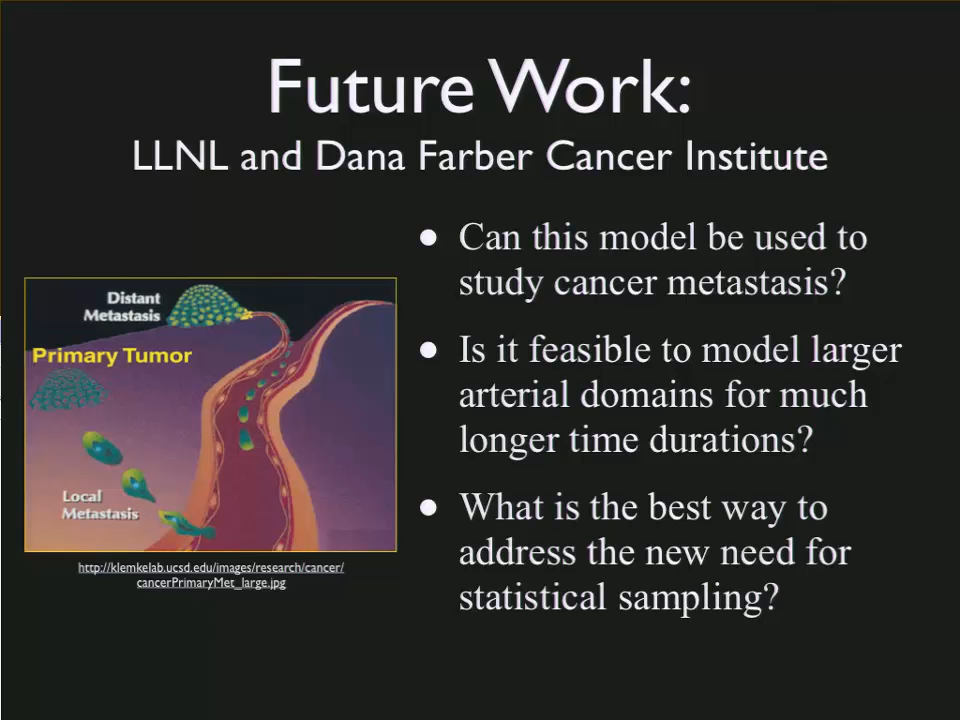 Future Work:
LLNL and Dana Farber Cancer Institute
● Can this model be used to
study cancer metastasis?
● Is it feasible to model larger
arterial domains for much
longer time durations?
● What is the best way to
address the new need for
statistical sampling?
Distant
Metastasis
Primary Tumor
Local
Metastasis
http://klemkelab.ucsd.edu/images/research/cancer/
cancerPrimaryMet_large.jpg